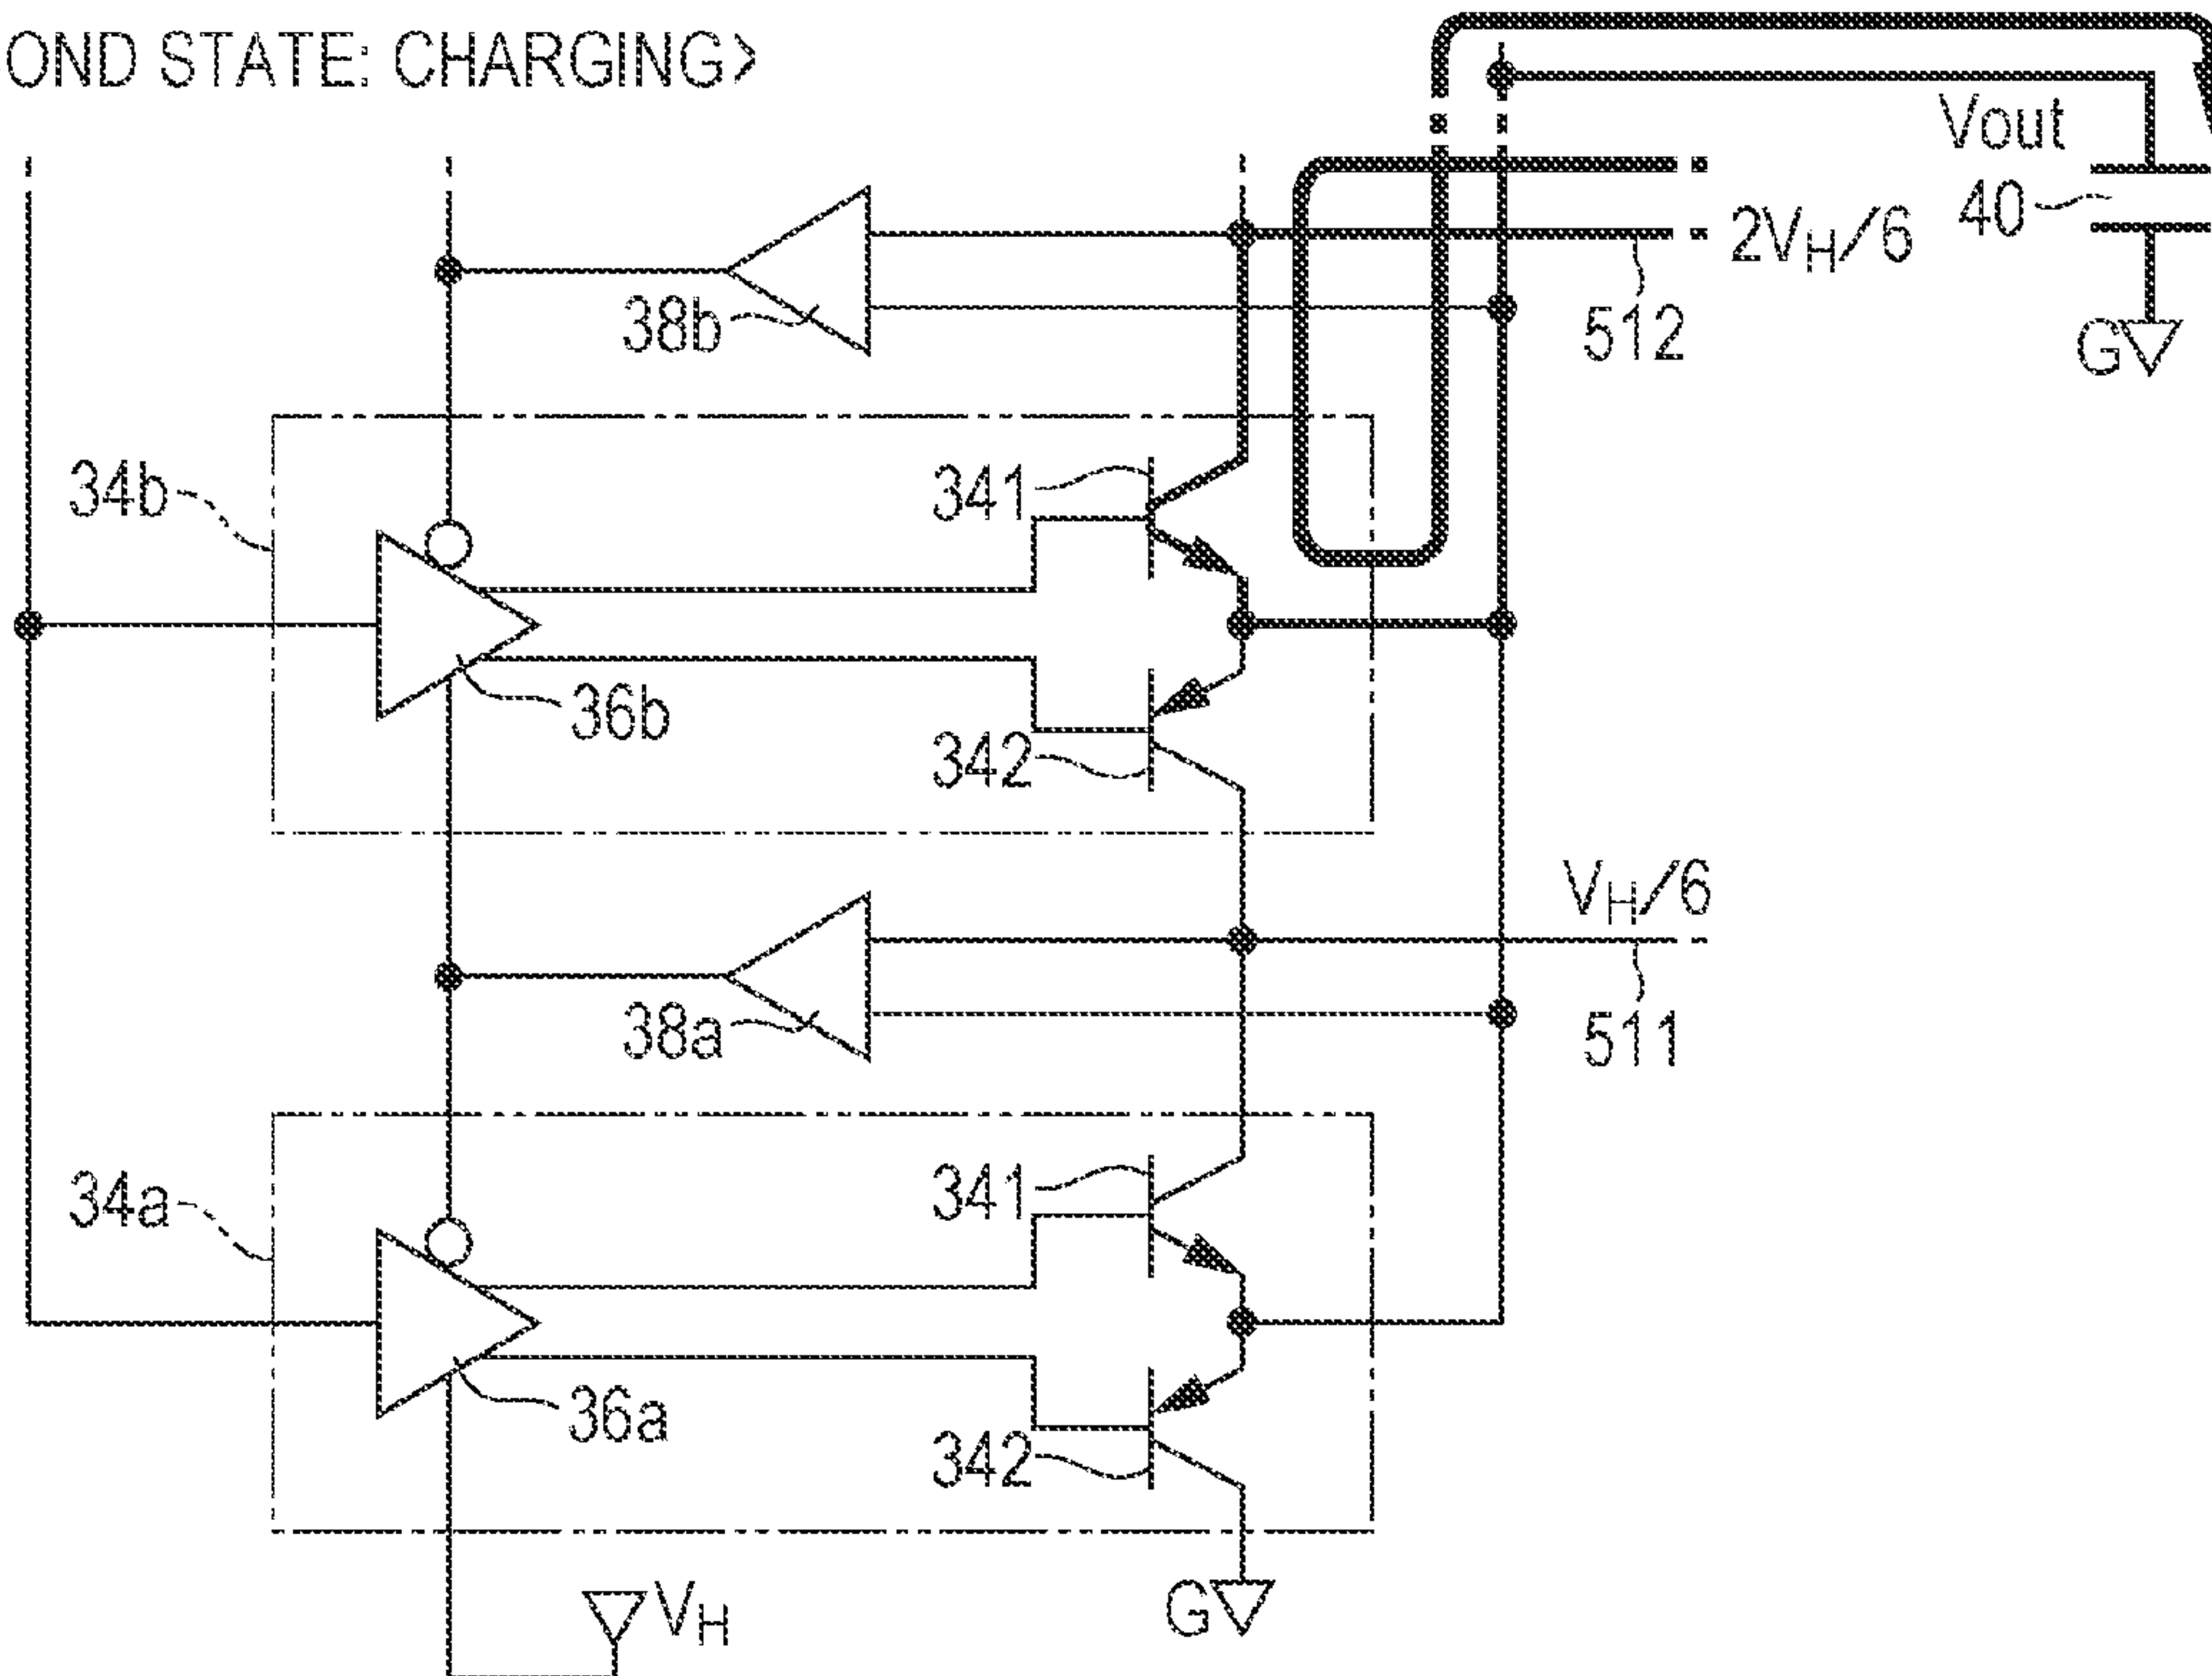 OND STATE: CHARGING>
Vout
40
2VH/6
38b
512
G
34b
341
36b
342
VH/6
38a
511
34a
341
36a
342
G
VH